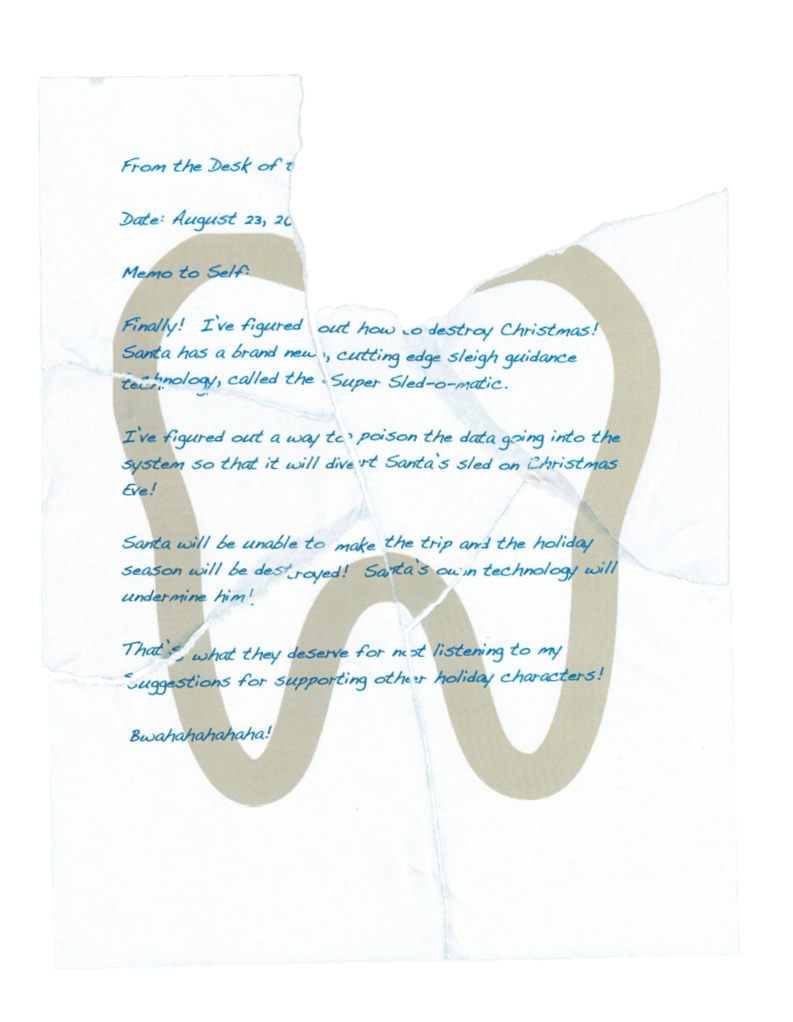 From the Desk of t
Date: August 23, 20
Memo to Self:
Finally! I've figured out how to destroy Christmas!
Santa has a brand new, cutting edge sleigh guidance
technology, called the Super Sled-o-matic.
I've figured out a way to poison the data going into the
system so that it will divert Santa's sled on Christmas
Eve!
Santa will be unable to make the trip and the holiday
season will be destroyed! Santa's own technology will
undermine him!
That's what they deserve for not listening to my
suggestions for supporting other holiday characters!
Bwahahahahaha!